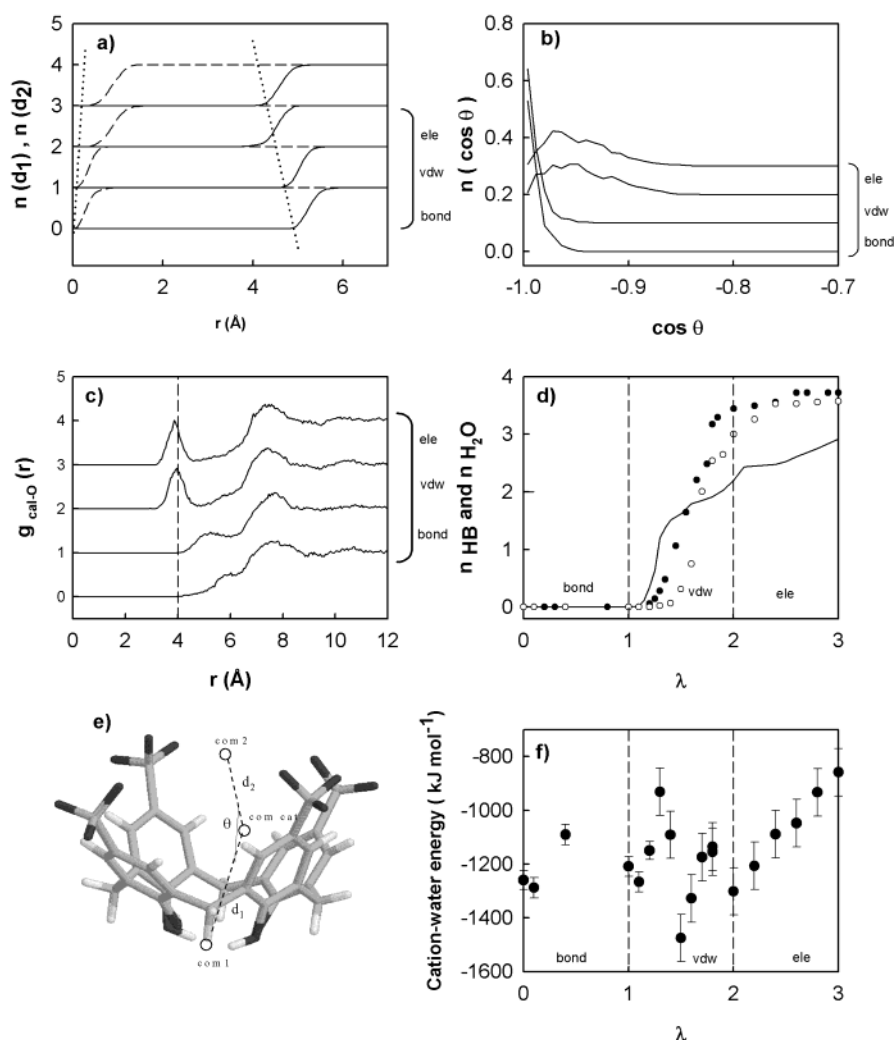 a)
n (d1) , n (d2)
5
4
3
2
1
0
0
2
4
6
r (Å)
ele
vdw
bond
b)
n ( cos θ )
0.8
0.6
0.4
0.2
0.0
-1.0
-0.9
-0.8
-0.7
cos θ
ele
vdw
bond
c)
g cal-O (r)
5
4
3
2
1
0
0
2
4
6
8
10
12
r (Å)
ele
vdw
bond
d)
n HB and n H2O
4
3
2
1
0
0
1
2
3
λ
bond
vdw
ele
e)
com 2
d2
com cat
θ
d1
com 1
f)
Cation-water energy ( kJ mol-1)
-800
-1000
-1200
-1400
-1600
0
1
2
3
λ
bond
vdw
ele